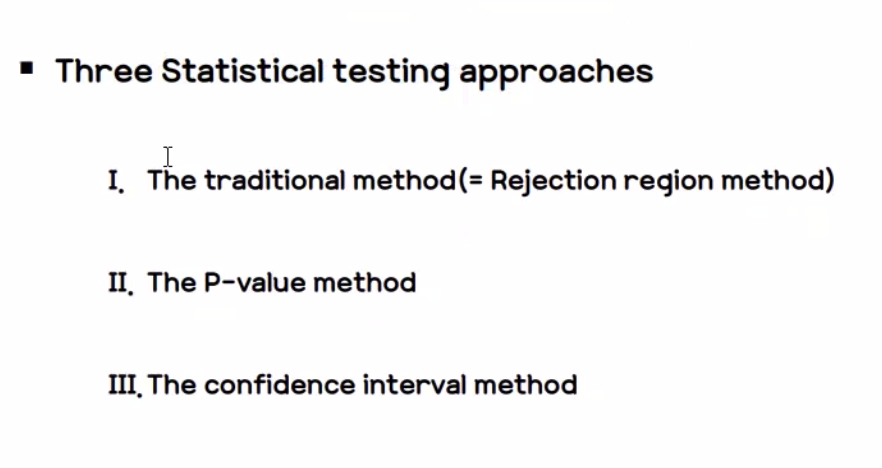 ▪ Three Statistical testing approaches
I. The traditional method(= Rejection region method)
II. The P-value method
III. The confidence interval method